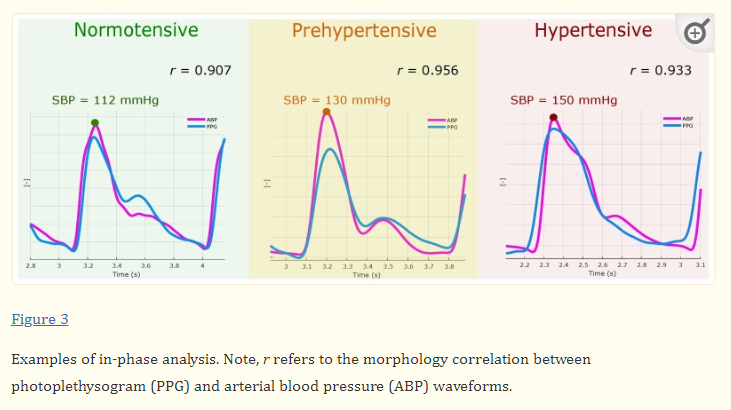 Normotensive
r = 0.907
SBP = 112 mmHg
ABP
PPG
[-]
2.8 3 3.2 3.4 3.6 3.8 4
Time (s)
Prehypertensive
r = 0.956
SBP = 130 mmHg
ABP
PPG
[-]
3 3.1 3.2 3.3 3.4 3.5 3.6 3.7 3.8
Time (s)
Hypertensive
r = 0.933
SBP = 150 mmHg
ABP
PPG
[-]
2.2 2.3 2.4 2.5 2.6 2.7 2.8 2.9 3 3.1
Time (s)
Figure 3
Examples of in-phase analysis. Note, r refers to the morphology correlation between
photoplethysogram (PPG) and arterial blood pressure (ABP) waveforms.